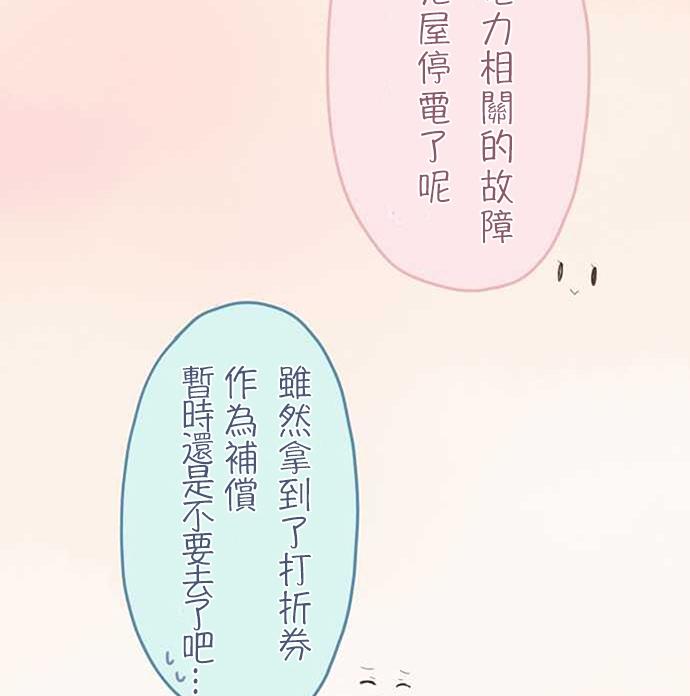 力相關的故障
屋停電了呢
雖然拿到了打折券
作為補償
暫時還是不要去了吧…